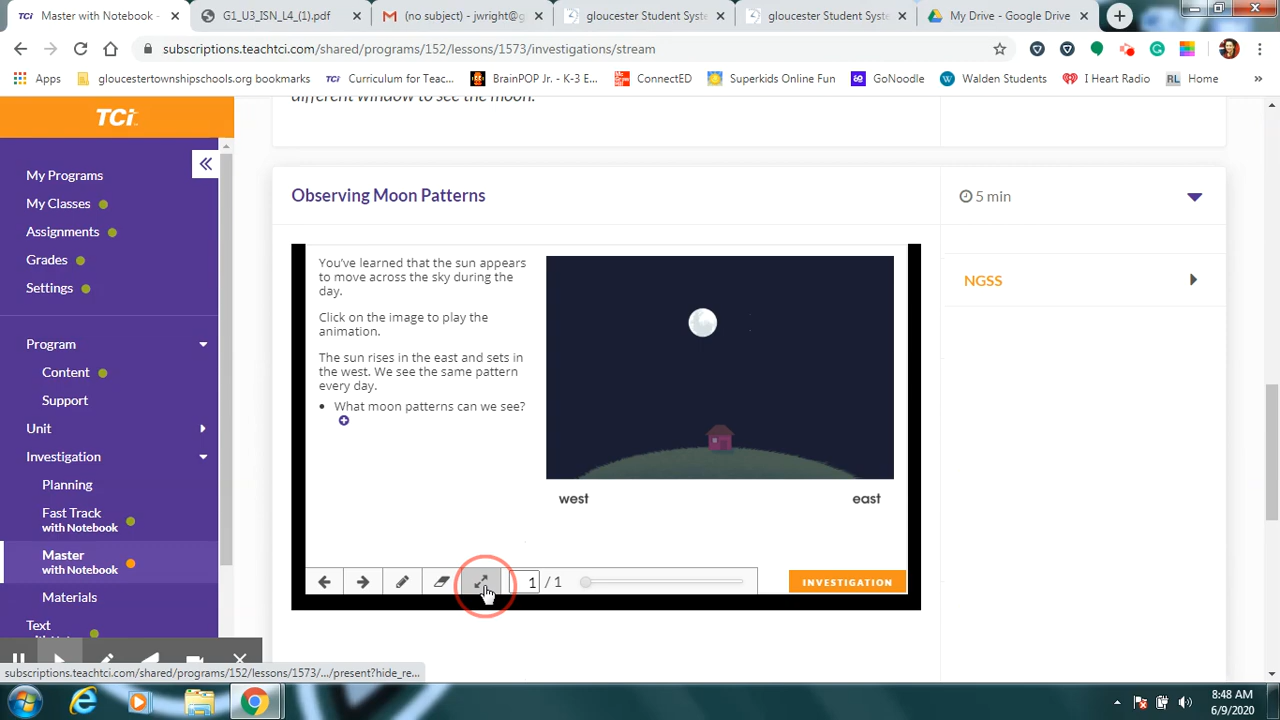 TCi Master with Notebook -
G1_U3_ISN_L4_(1).pdf
(no subject) - jwright@
gloucester Student Syst
gloucester Student Syst
My Drive - Google Drive
subscriptions.teachtci.com/shared/programs/152/lessons/1573/investigations/stream
Apps
gloucestertownshipschools.org bookmarks
TCi Curriculum for Teac...
BrainPOP Jr. - K-3 E...
ConnectED
Superkids Online Fun
GoNoodle
Walden Students
I Heart Radio
RL Home
»
TCi
My Programs
My Classes
Assignments
Grades
Settings
Program
Content
Support
Unit
Investigation
Planning
Fast Track
with Notebook
Master
with Notebook
Materials
Text
different window to see the moon.
Observing Moon Patterns
5 min
NGSS
You've learned that the sun appears
to move across the sky during the
day.
Click on the image to play the
animation.
The sun rises in the east and sets in
the west. We see the same pattern
every day.
• What moon patterns can we see?
west
east
1 / 1
INVESTIGATION
subscriptions.teachtci.com/shared/programs/152/lessons/1573/.../present?hide_re...
8:48 AM
6/9/2020